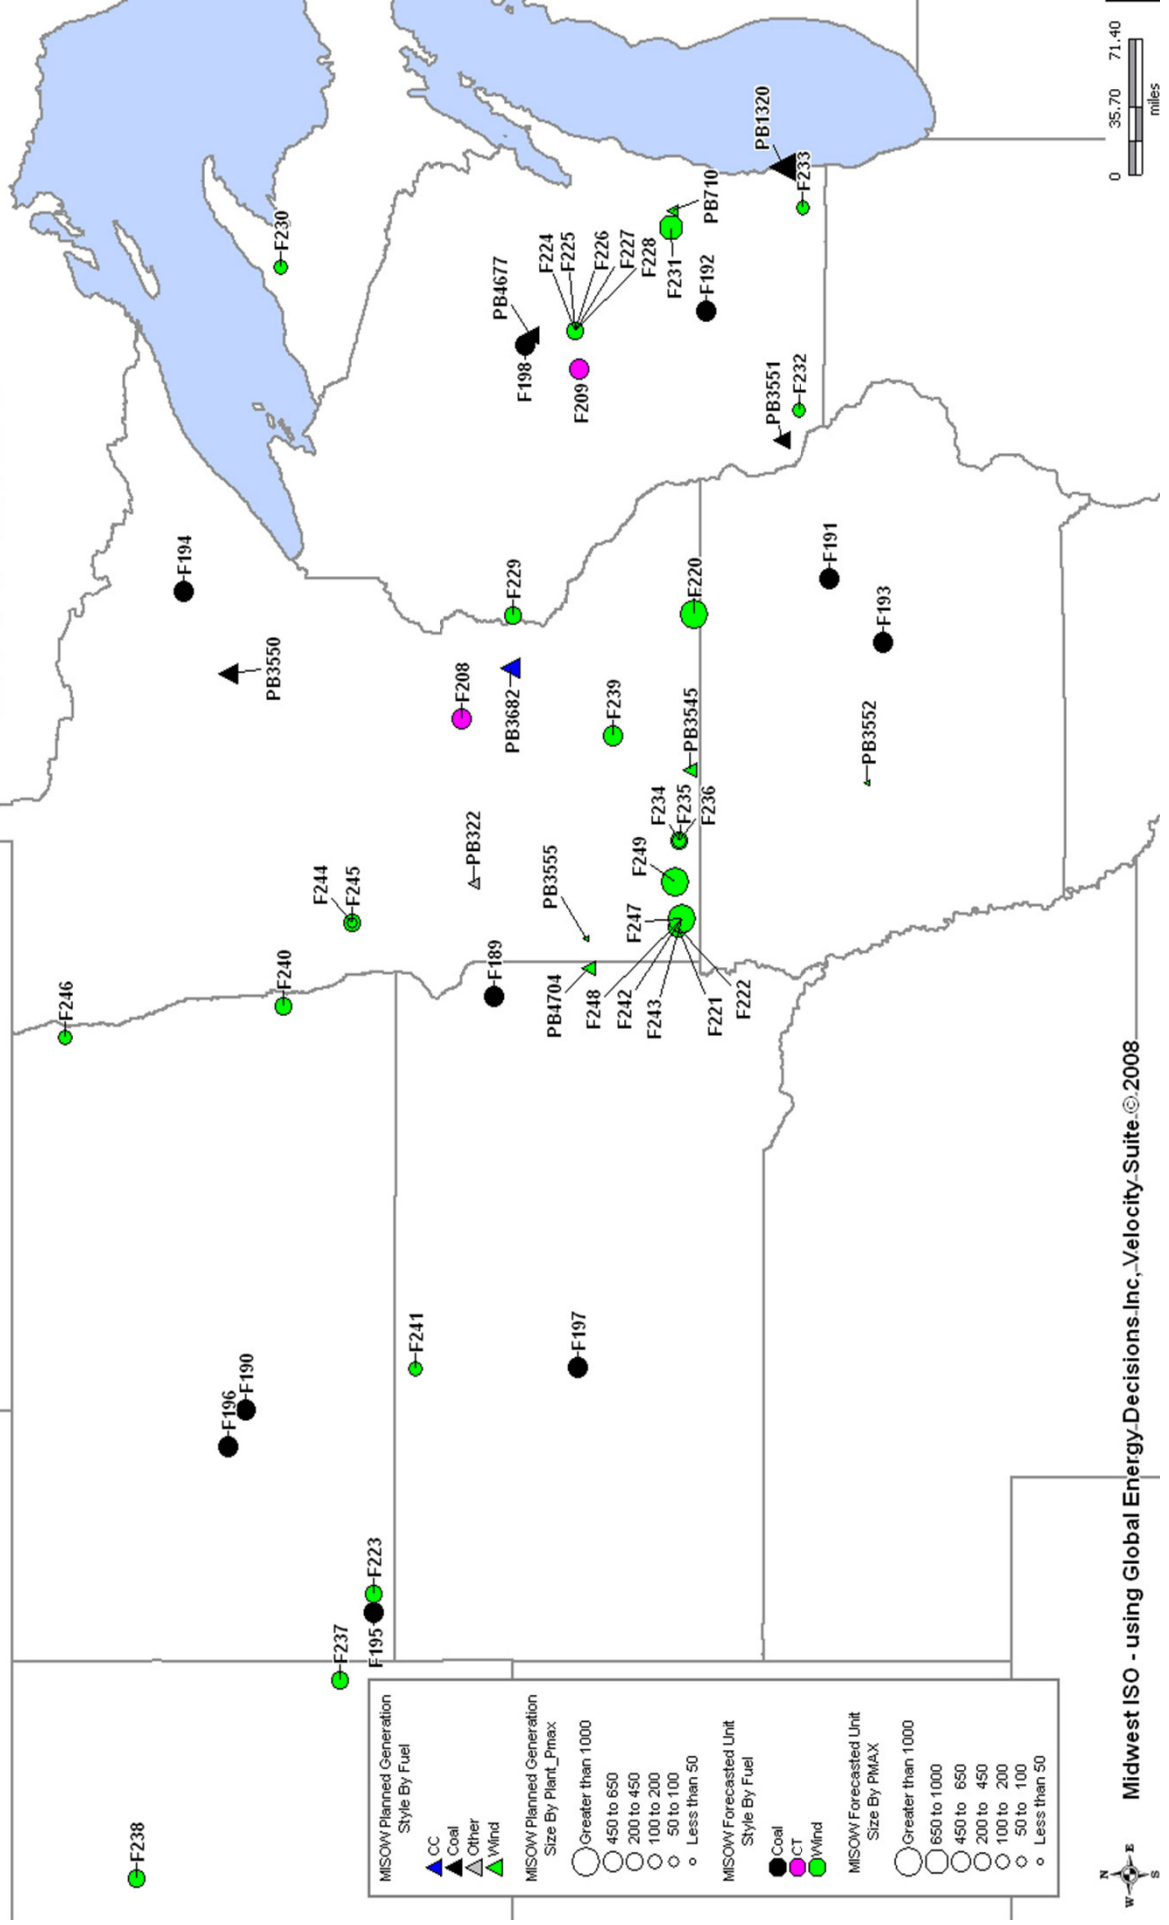 F238
F237
F195
F223
F196
F190
F246
F240
F244
F245
F241
F197
F189
PB322
PB3555
PB4704
F248
F242
F243
F221
F222
F247
F249
F234
F235
F236
PB3545
F239
F208
PB3682
F229
F220
PB3550
F194
PB3552
F193
F191
PB3551
F232
F209
F198
PB4677
F224
F225
F226
F227
F228
F230
F192
F231
PB710
F233
PB1320
MISOW Planned Generation
Style By Fuel
CC
Coal
Other
Wind
MISOW Planned Generation
Size By Plant_Pmax
Greater than 1000
450 to 650
200 to 450
100 to 200
50 to 100
Less than 50
MISOW Forecasted Unit
Style By Fuel
Coal
CT
Wind
MISOW Forecasted Unit
Size By PMAX
Greater than 1000
650 to 1000
450 to 650
200 to 450
100 to 200
50 to 100
Less than 50
N
W E
S
Midwest ISO - using Global Energy Decisions Inc, Velocity Suite © 2008
0 35.70 71.40
miles